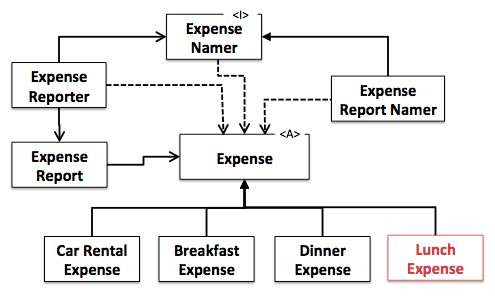 <I>
Expense
Namer
Expense
Reporter
Expense
Report Namer
<A>
Expense
Expense
Report
Car Rental
Expense
Breakfast
Expense
Dinner
Expense
Lunch
Expense